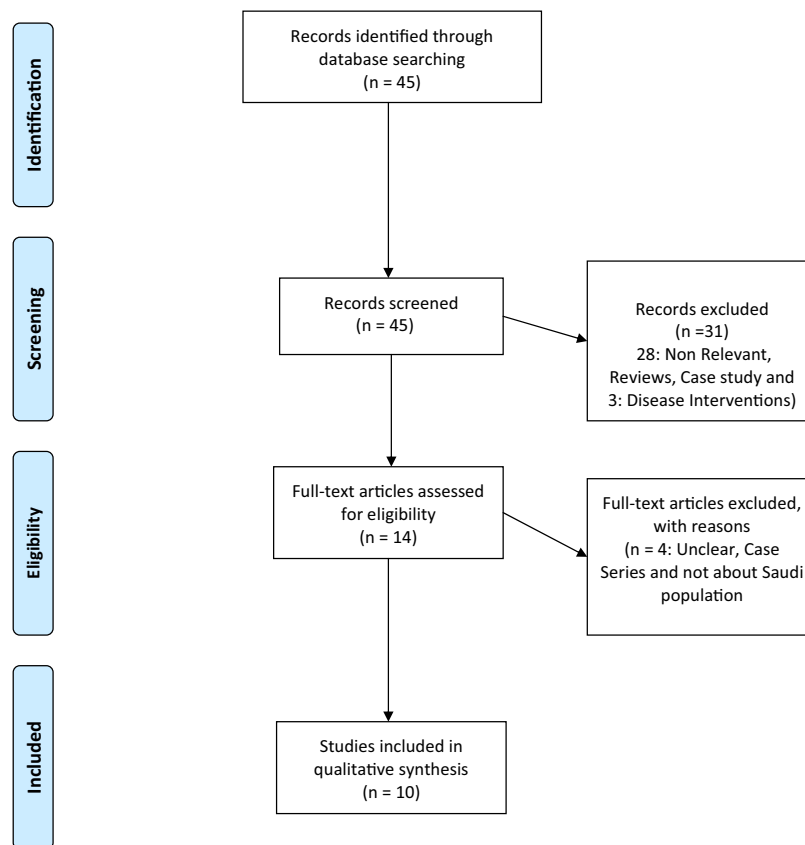 Identification
Records identified through
database searching
(n = 45)
Screening
Records screened
(n = 45)
Records excluded
(n =31)
28: Non Relevant,
Reviews, Case study and
3: Disease Interventions)
Eligibility
Full-text articles assessed
for eligibility
(n = 14)
Full-text articles excluded,
with reasons
(n = 4: Unclear, Case
Series and not about Saudi
population
Included
Studies included in
qualitative synthesis
(n = 10)